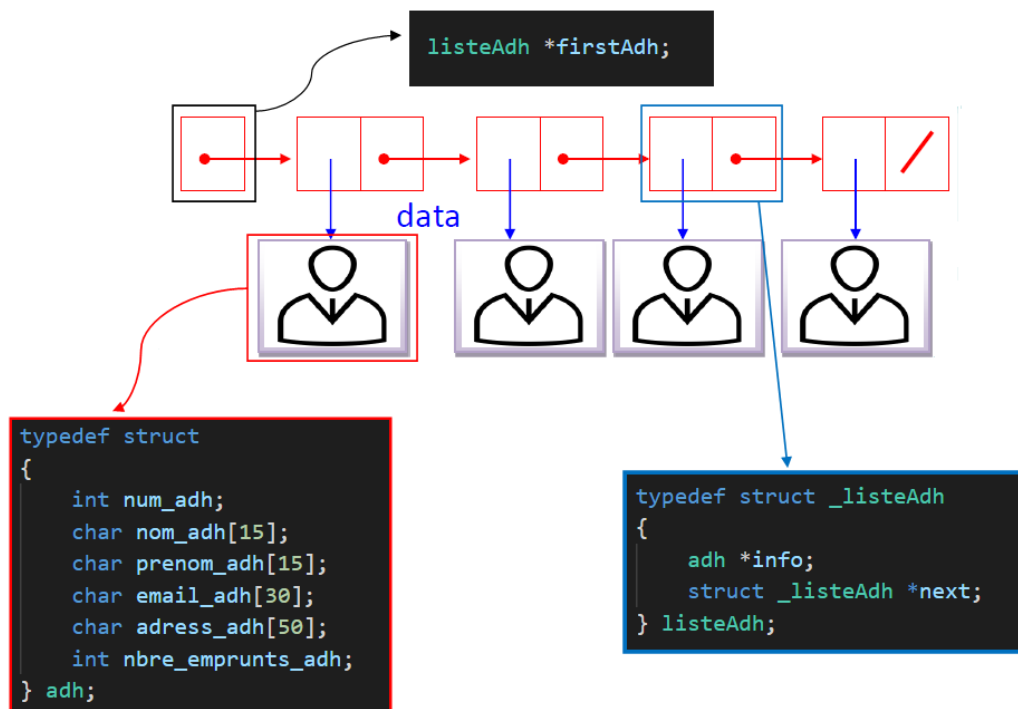 listeAdh *firstAdh;
data
typedef struct
{
    int num_adh;
    char nom_adh[15];
    char prenom_adh[15];
    char email_adh[30];
    char adress_adh[50];
    int nbre_emprunts_adh;
} adh;
typedef struct _listeAdh
{
    adh *info;
    struct _listeAdh *next;
} listeAdh;